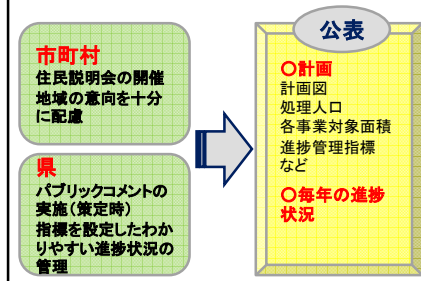 市町村
住民説明会の開催
地域の意向を十分
に配慮
県
パブリックコメントの
実施(策定時)
指標を設定したわか
りやすい進捗状況の
管理
公表
○計画
計画図
処理人口
各事業対象面積
進捗管理指標
など
○毎年の進捗
状況